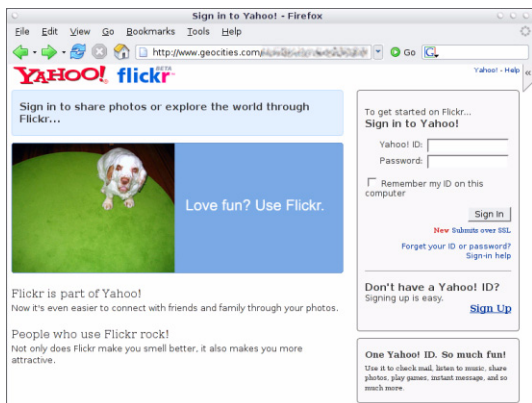 Sign in to Yahoo! - Firefox
File Edit View Go Bookmarks Tools Help
http://www.geocities.com/
Go
G
YAHOO! flickr BETA
Yahoo! - Help
Sign in to share photos or explore the world through
Flickr...
Love fun? Use Flickr.
Flickr is part of Yahoo!
Now it's even easier to connect with friends and family through your photos.
People who use Flickr rock!
Not only does Flickr make you smell better, it also makes you more
attractive.
To get started on Flickr...
Sign in to Yahoo!
Yahoo! ID:
Password:
Remember my ID on this
computer
Sign In
New Submits over SSL
Forget your ID or password?
Sign-in help
Don't have a Yahoo! ID?
Signing up is easy.
Sign Up
One Yahoo! ID. So much fun!
Use it to check mail, listen to music, share
photos, play games, instant message, and so
much more.